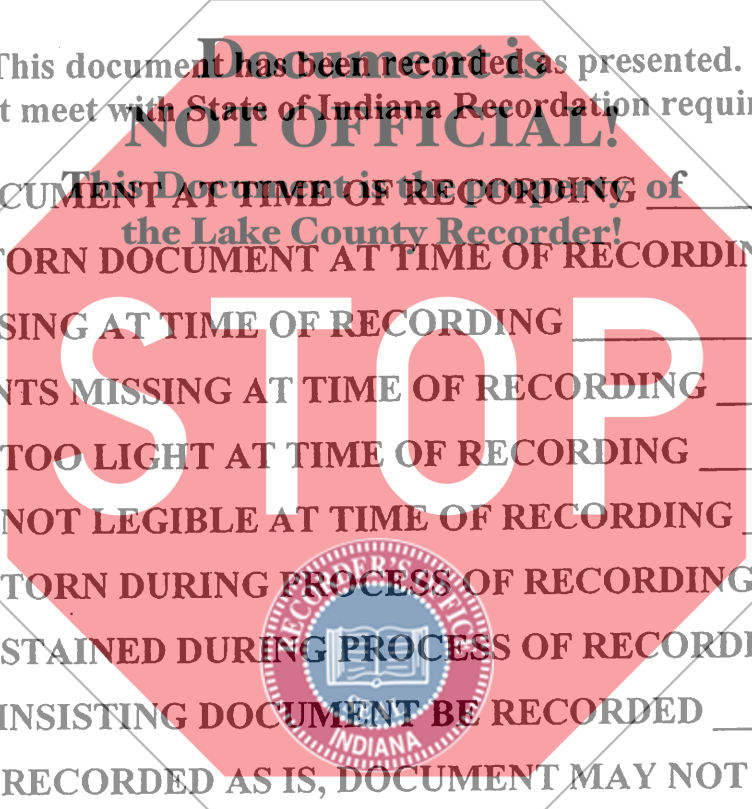 Document is
This document has been recorded as presented.
t meet with State of Indiana Recordation requi
NOT OFFICIAL!
This Document is the property of
CUMENT AT TIME OF RECORDING
the Lake County Recorder!
TORN DOCUMENT AT TIME OF RECORDIN
SING AT TIME OF RECORDING
NTS MISSING AT TIME OF RECORDING
STOP
TOO LIGHT AT TIME OF RECORDING
NOT LEGIBLE AT TIME OF RECORDING
TORN DURING PROCESS OF RECORDING
RECORDER'S OFFICE
STAINED DURING PROCESS OF RECORDI
INSISTING DOCUMENT BE RECORDED
INDIANA
RECORDED AS IS, DOCUMENT MAY NOT